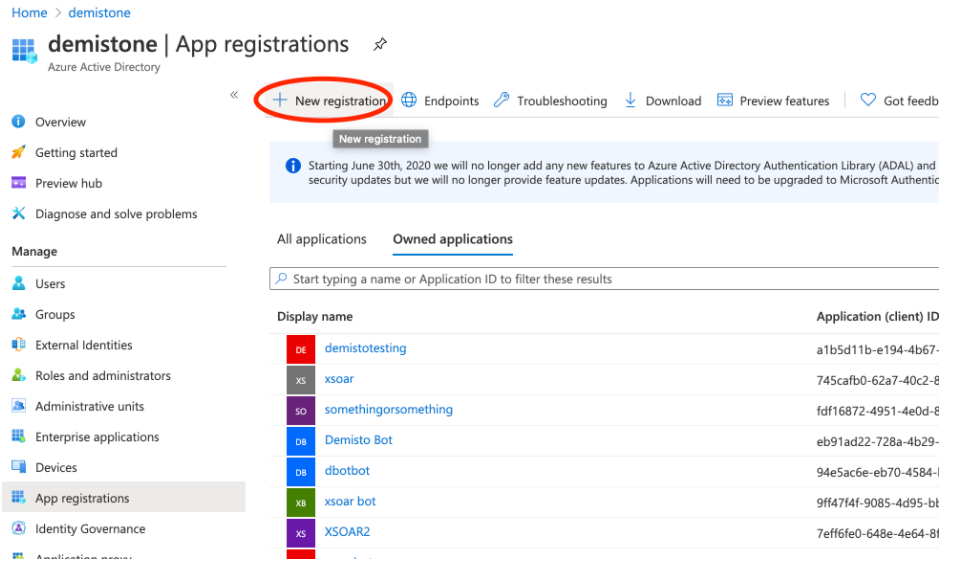 Home > demistone
demistone | App registrations
Azure Active Directory
«
New registration Endpoints Troubleshooting Download Preview features Got feedb
New registration
Overview
Getting started
Preview hub
Diagnose and solve problems
Manage
Users
Groups
External Identities
Roles and administrators
Administrative units
Enterprise applications
Devices
App registrations
Identity Governance
Application proxy
Starting June 30th, 2020 we will no longer add any new features to Azure Active Directory Authentication Library (ADAL) and
security updates but we will no longer provide feature updates. Applications will need to be upgraded to Microsoft Authentic
All applications Owned applications
Start typing a name or Application ID to filter these results
Display name Application (client) ID
DE demistotesting a1b5d11b-e194-4b67-
XS xsoar 745cafb0-62a7-40c2-8
SO somethingorsomething fdf16872-4951-4e0d-8
DB Demisto Bot eb91ad22-728a-4b29-
DB dbotbot 94e5ac6e-eb70-4584-
XB xsoar bot 9ff47f4f-9085-4d95-bb
XS XSOAR2 7eff6fe0-648e-4e64-8f